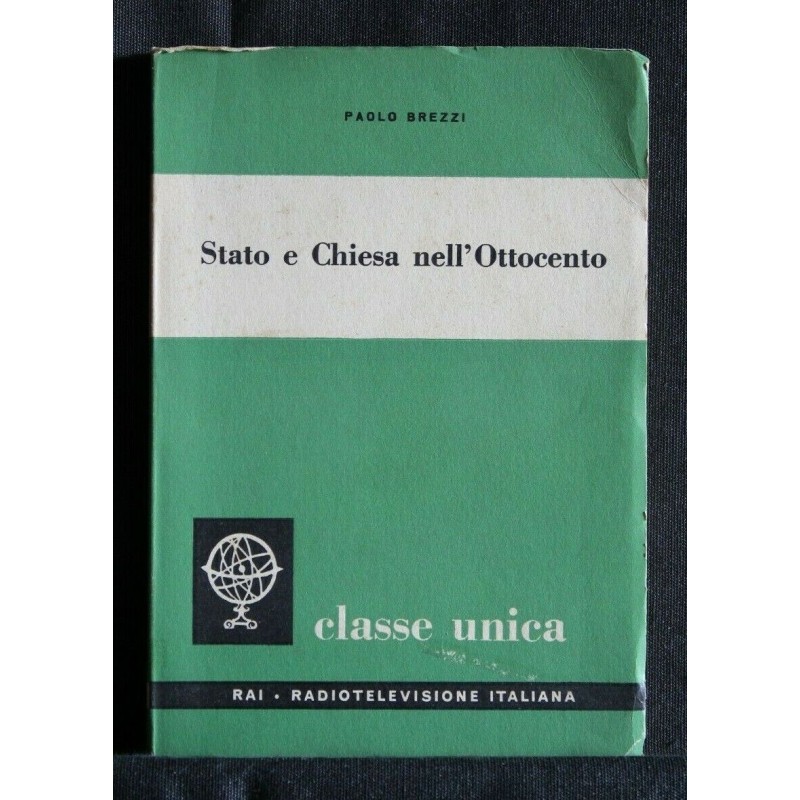 PAOLO BREZZI
Stato e Chiesa nell'Ottocento
classe unica
RAI • RADIOTELEVISIONE ITALIANA